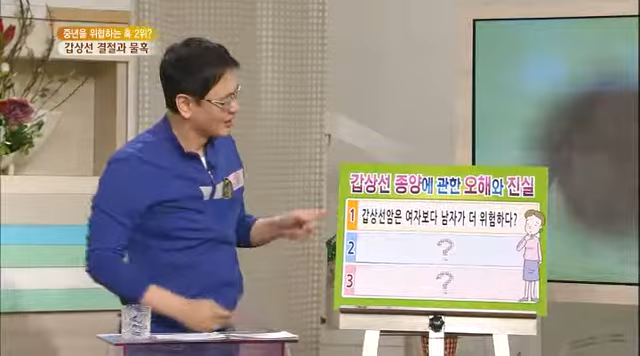 중년을 위협하는 혹 2위?
갑상선 결절과 물혹
갑상선 종양에 관한 오해와 진실
1 갑상선암은 여자보다 남자가 더 위험하다?
2 ?
3 ?